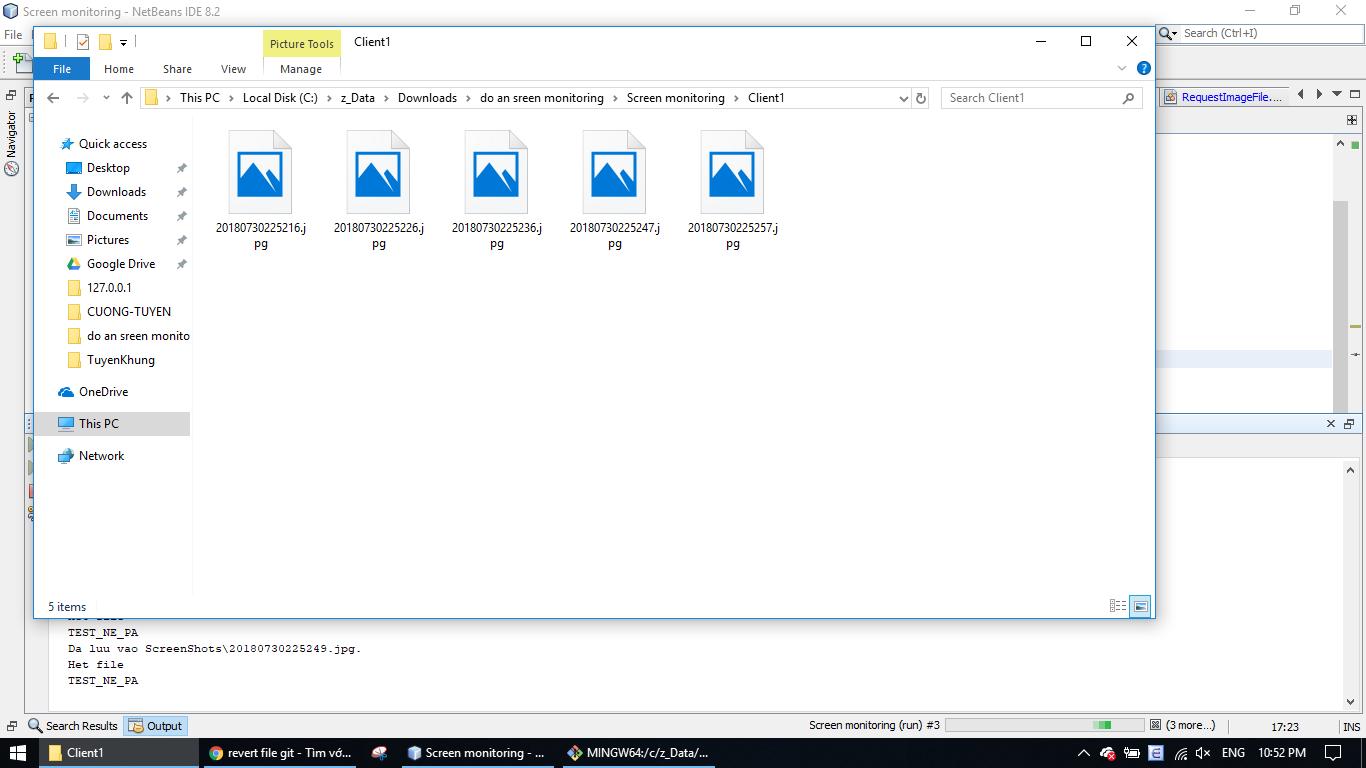 Screen monitoring - NetBeans IDE 8.2
File
Search (Ctrl+I)
Picture Tools
Client1
File
Home
Share
View
Manage
This PC
Local Disk (C:)
z_Data
Downloads
do an sreen monitoring
Screen monitoring
Client1
Search Client1
RequestImageFile....
Navigator
Quick access
Desktop
Downloads
Documents
Pictures
Google Drive
127.0.0.1
CUONG-TUYEN
do an sreen monito
TuyenKhung
OneDrive
This PC
Network
20180730225216.j
pg
20180730225226.j
pg
20180730225236.j
pg
20180730225247.j
pg
20180730225257.j
pg
5 items
TEST_NE_PA
Da luu vao ScreenShots\20180730225249.jpg.
Het file
TEST_NE_PA
Search Results
Output
Screen monitoring (run) #3
(3 more...)
17:23
INS
Client1
revert file git - Tìm vớ...
Screen monitoring - ...
MINGW64:/c/z_Data/...
ENG
10:52 PM